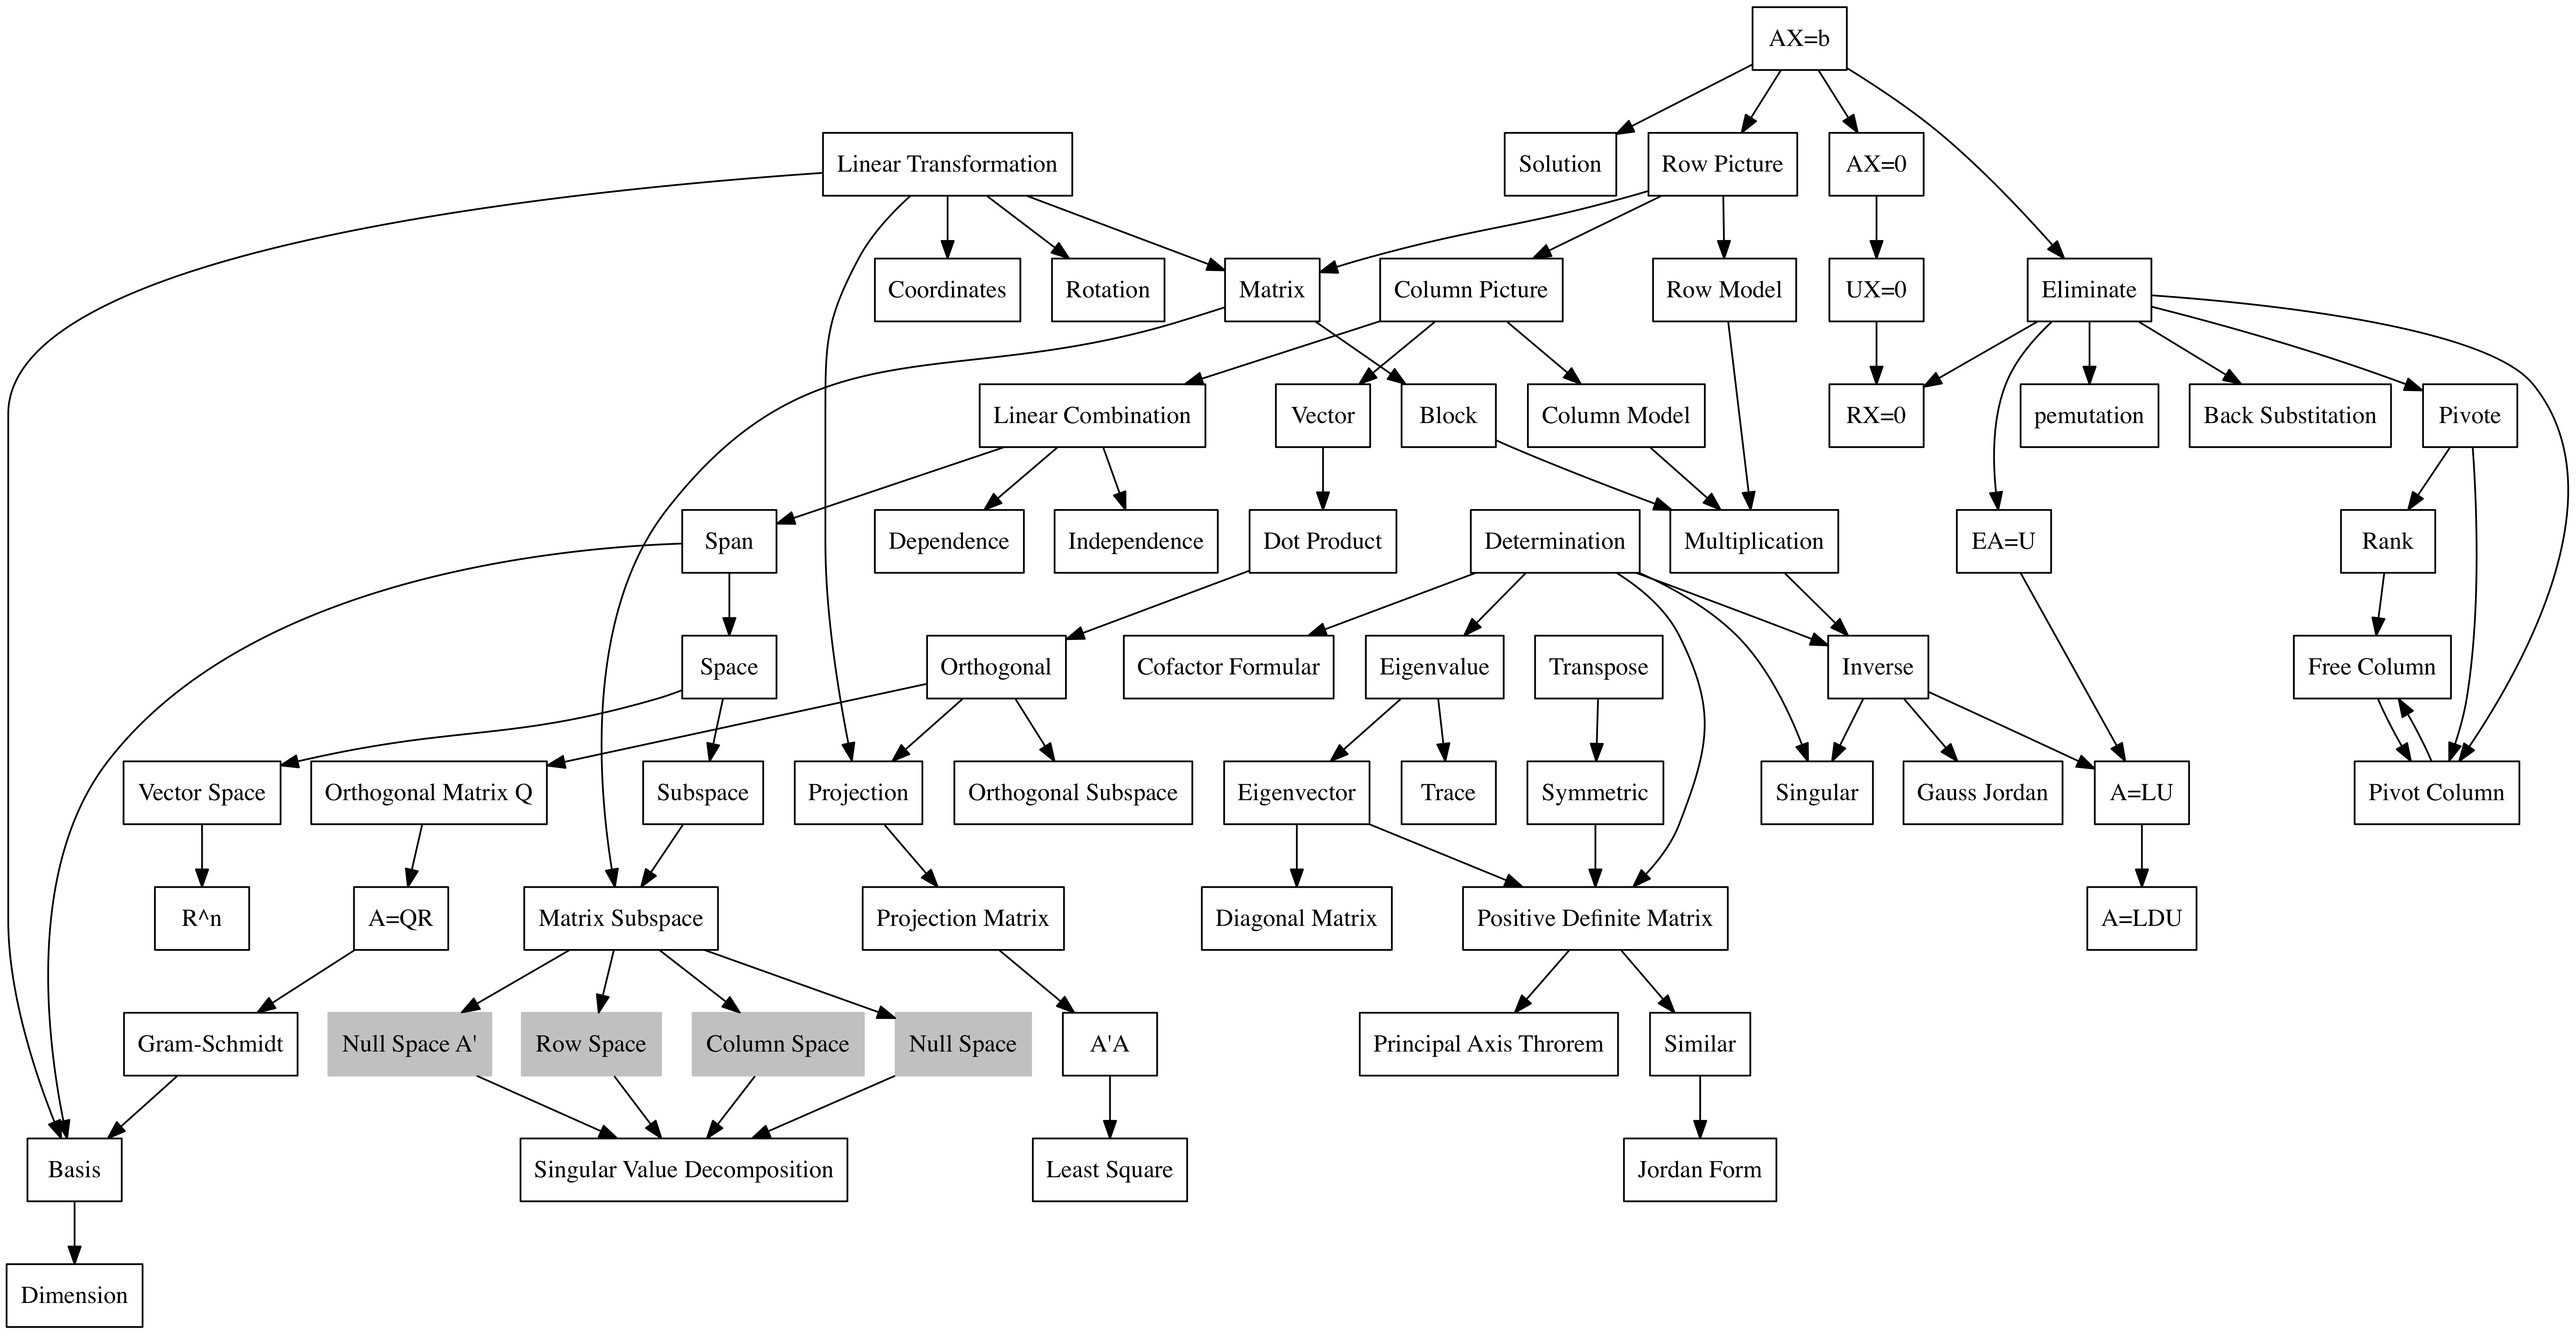 AX=b
Linear Transformation
Solution
Row Picture
AX=0
Coordinates
Rotation
Matrix
Column Picture
Row Model
UX=0
Eliminate
Linear Combination
Vector
Block
Column Model
RX=0
pemutation
Back Substitation
Pivote
Span
Dependence
Independence
Dot Product
Determination
Multiplication
EA=U
Rank
Space
Orthogonal
Cofactor Formular
Eigenvalue
Transpose
Inverse
Free Column
Vector Space
Orthogonal Matrix Q
Subspace
Projection
Orthogonal Subspace
Eigenvector
Trace
Symmetric
Singular
Gauss Jordan
A=LU
Pivot Column
R^n
A=QR
Matrix Subspace
Projection Matrix
Diagonal Matrix
Positive Definite Matrix
A=LDU
Gram-Schmidt
Null Space A'
Row Space
Column Space
Null Space
A'A
Principal Axis Throrem
Similar
Basis
Singular Value Decomposition
Least Square
Jordan Form
Dimension